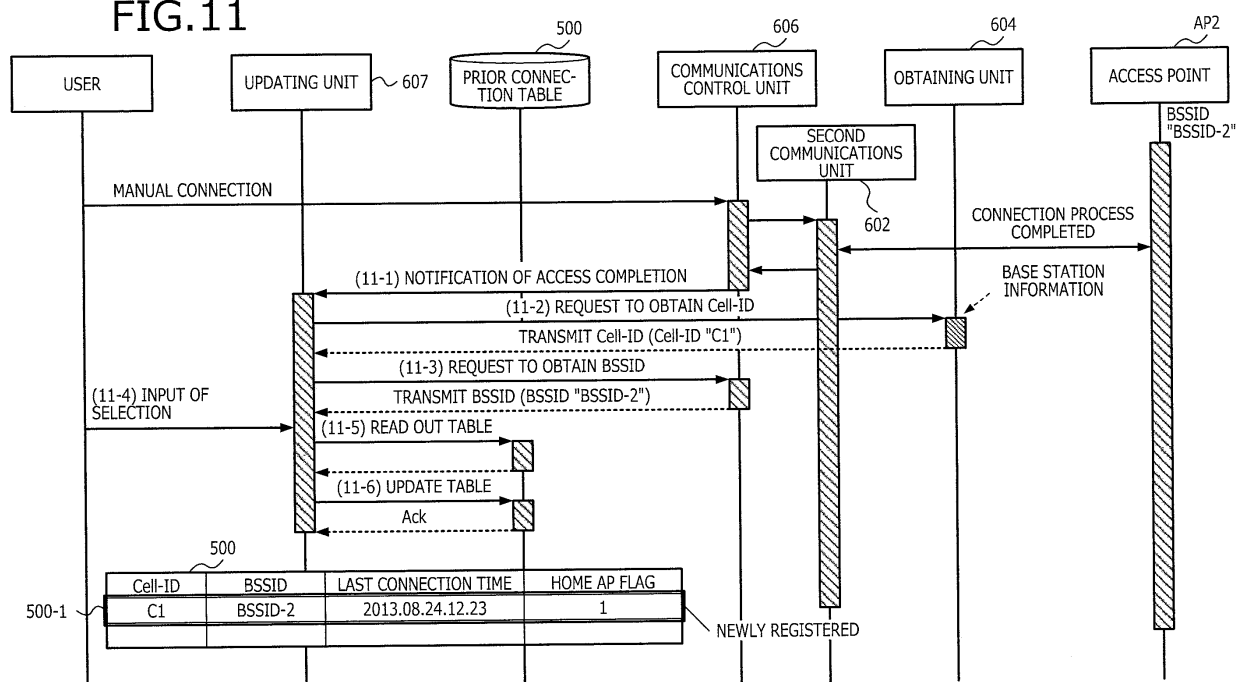 FIG.11
USER
UPDATING UNIT
607
500
PRIOR CONNEC-
TION TABLE
606
COMMUNICATIONS
CONTROL UNIT
604
OBTAINING UNIT
AP2
ACCESS POINT
BSSID
"BSSID-2"
SECOND
COMMUNICATIONS
UNIT
602
MANUAL CONNECTION
CONNECTION PROCESS
COMPLETED
(11-1) NOTIFICATION OF ACCESS COMPLETION
BASE STATION
INFORMATION
(11-2) REQUEST TO OBTAIN Cell-ID
TRANSMIT Cell-ID (Cell-ID "C1")
(11-3) REQUEST TO OBTAIN BSSID
TRANSMIT BSSID (BSSID "BSSID-2")
(11-4) INPUT OF
SELECTION
(11-5) READ OUT TABLE
(11-6) UPDATE TABLE
Ack
500
Cell-ID BSSID LAST CONNECTION TIME HOME AP FLAG
500-1 C1 BSSID-2 2013.08.24.12.23 1
NEWLY REGISTERED